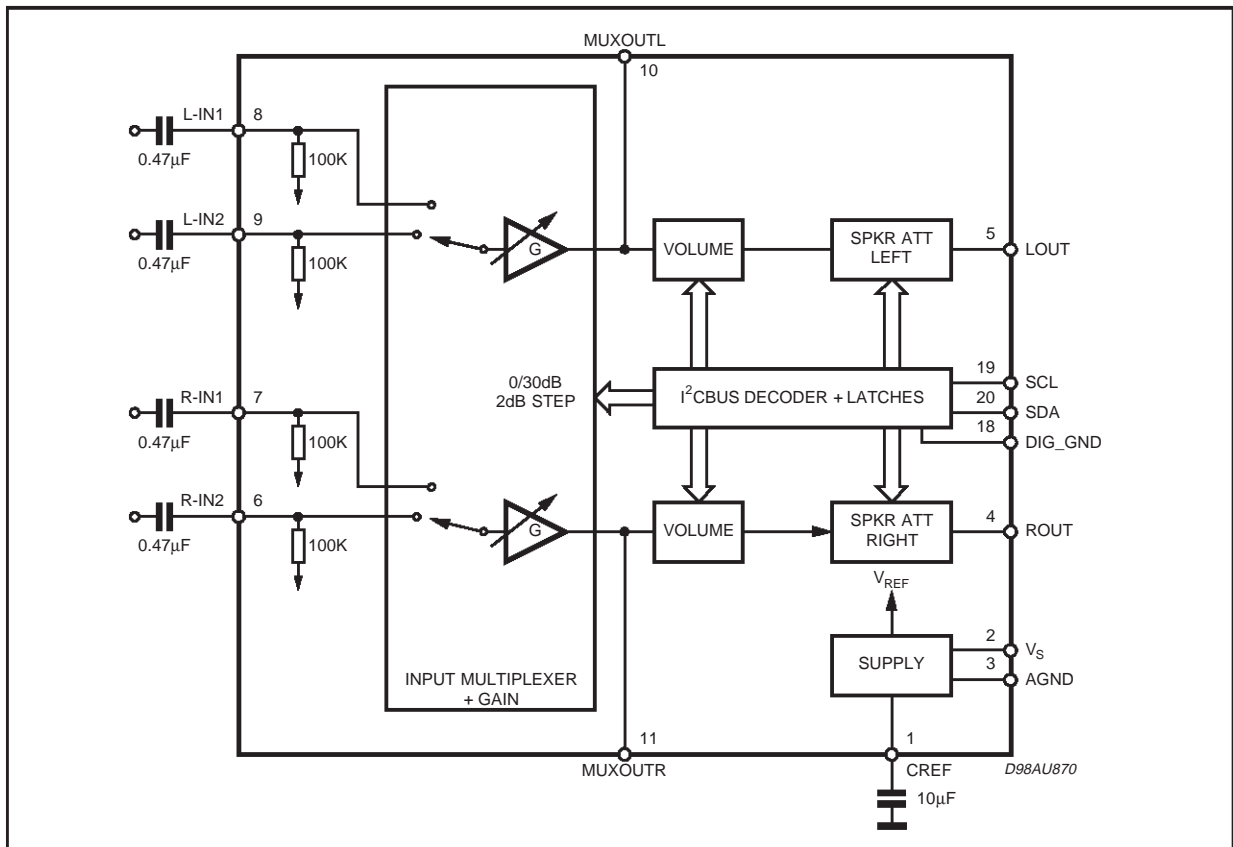 MUXOUTL
10
L-IN1
8
0.47µF
100K
L-IN2
9
0.47µF
100K
G
VOLUME
SPKR ATT
LEFT
5
LOUT
0/30dB
2dB STEP
I²CBUS DECODER + LATCHES
19
SCL
20
SDA
18
DIG_GND
R-IN1
7
0.47µF
100K
R-IN2
6
0.47µF
100K
G
VOLUME
SPKR ATT
RIGHT
4
ROUT
VREF
SUPPLY
2
VS
3
AGND
INPUT MULTIPLEXER
+ GAIN
11
MUXOUTR
1
CREF
D98AU870
10µF